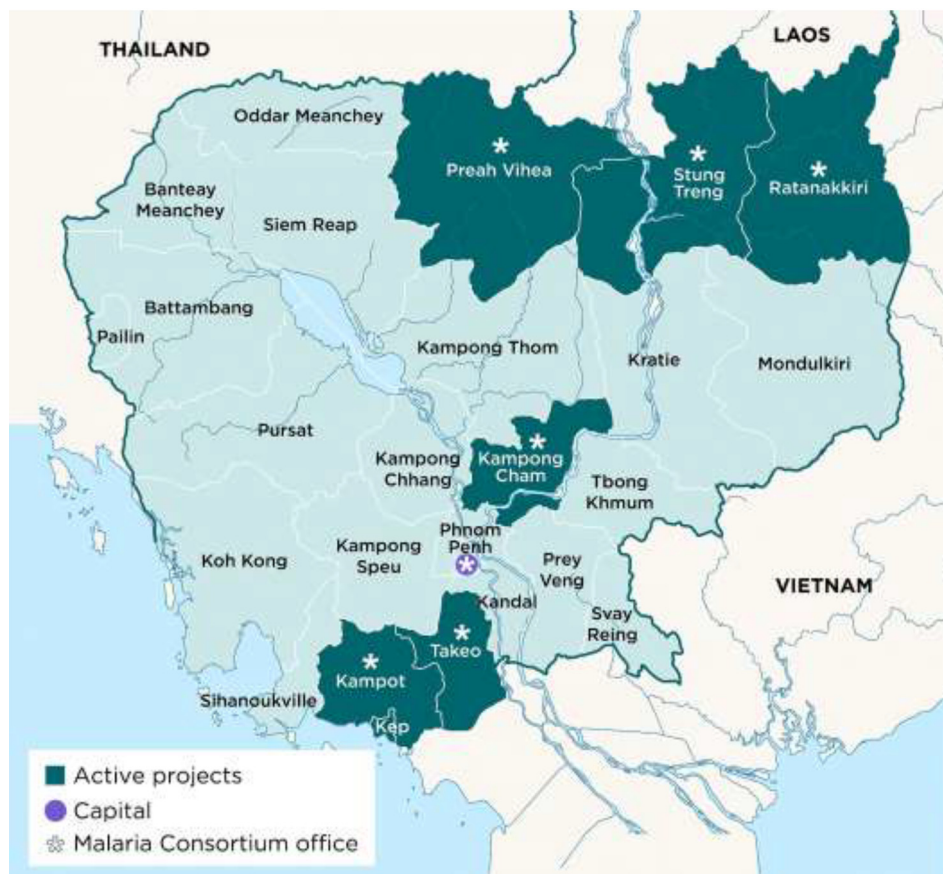 THAILAND
LAOS
Oddar Meanchey
Preah Vihea
Stung
Treng
Ratanakkiri
Banteay
Meanchey
Siem Reap
Battambang
Pailin
Kampong Thom
Kratie
Mondulkiri
Pursat
Kampong
Chhang
Kampong
Cham
Tbong
Khmum
Phnom
Penh
Koh Kong
Kampong
Speu
Prey
Veng
VIETNAM
Kandal
Svay
Reing
Takeo
Kampot
Sihanoukville
Kep
Active projects
Capital
Malaria Consortium office